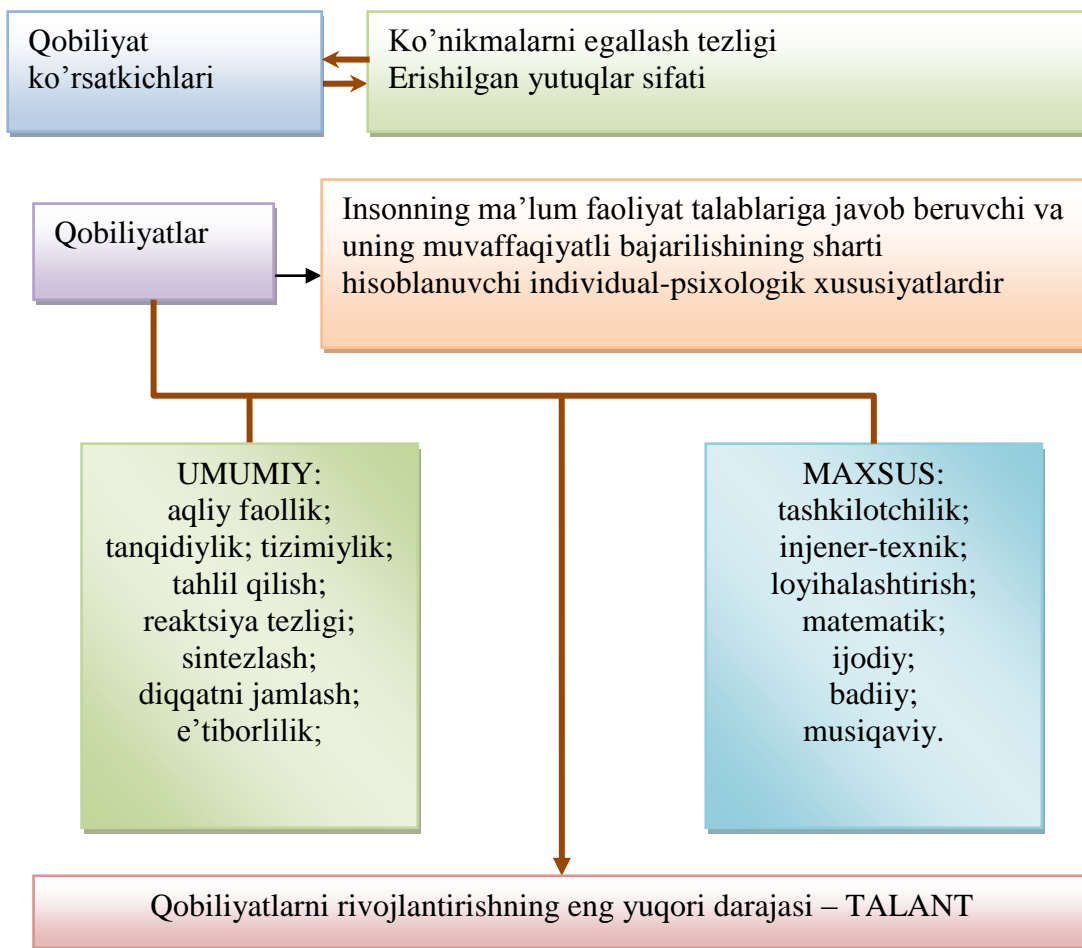 Qobiliyat
ko’rsatkichlari
Ko’nikmalarni egallash tezligi
Erishilgan yutuqlar sifati
Qobiliyatlar
Insonning ma’lum faoliyat talablariga javob beruvchi va
uning muvaffaqiyatli bajarilishining sharti
hisoblanuvchi individual-psixologik xususiyatlardir
UMUMIY:
aqliy faollik;
tanqidiylik; tizimiylik;
tahlil qilish;
reaktsiya tezligi;
sintezlash;
diqqatni jamlash;
e’tiborlilik;
MAXSUS:
tashkilotchilik;
injener-texnik;
loyihalashtirish;
matematik;
ijodiy;
badiiy;
musiqaviy.
Qobiliyatlarni rivojlantirishning eng yuqori darajasi – TALANT